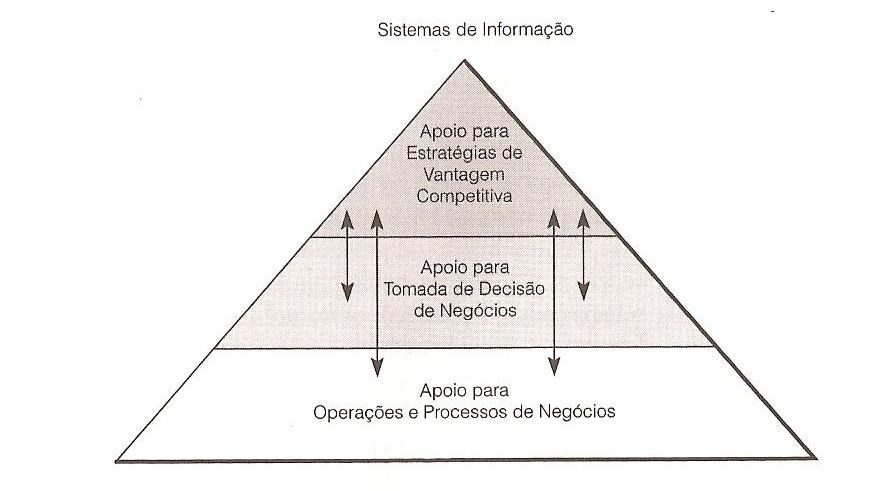 Sistemas de Informação
Apoio para
Estratégias de
Vantagem
Competitiva
Apoio para
Tomada de Decisão
de Negócios
Apoio para
Operações e Processos de Negócios